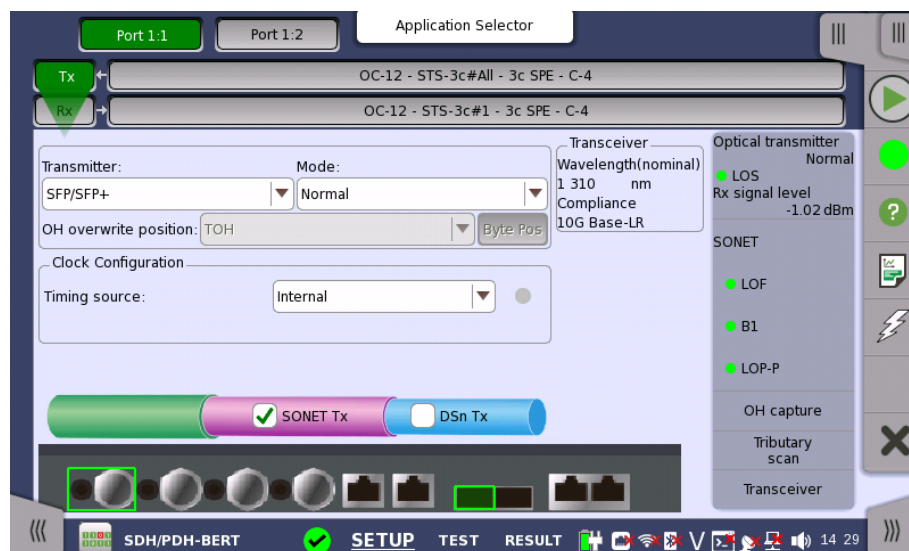 Port 1:1
Port 1:2
Application Selector
Tx
OC-12 - STS-3c#All - 3c SPE - C-4
Rx
OC-12 - STS-3c#1 - 3c SPE - C-4
Transmitter:
Mode:
SFP/SFP+
Normal
OH overwrite position:
TOH
Byte Pos
Transceiver
Wavelength(nominal)
1 310 nm
Compliance
10G Base-LR
Clock Configuration
Timing source:
Internal
Optical transmitter
Normal
LOS
Rx signal level
-1.02 dBm
SONET
LOF
B1
LOP-P
OH capture
Tributary
scan
Transceiver
SONET Tx
DSn Tx
SDH/PDH-BERT
SETUP
TEST
RESULT
14 29